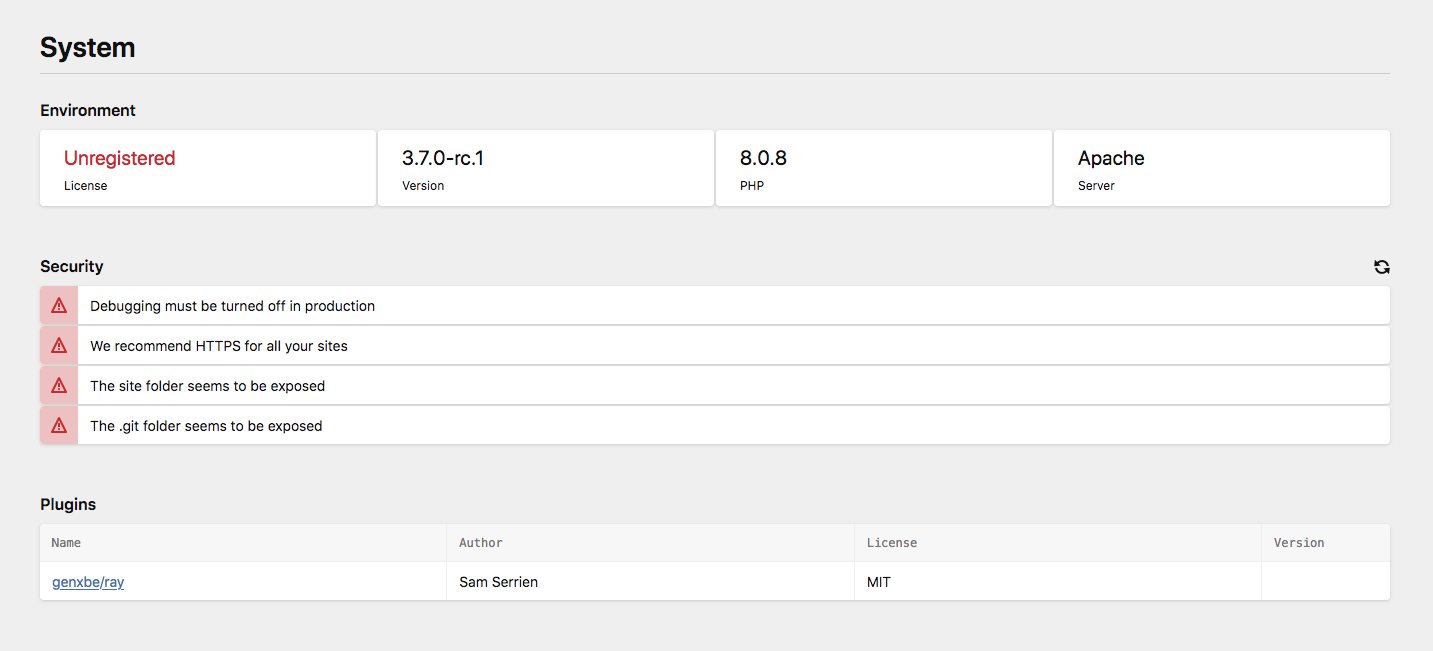 System
Environment
Unregistered
License
3.7.0-rc.1
Version
8.0.8
PHP
Apache
Server
Security
Debugging must be turned off in production
We recommend HTTPS for all your sites
The site folder seems to be exposed
The .git folder seems to be exposed
Plugins
Name Author License Version
genxbe/ray Sam Serrien MIT